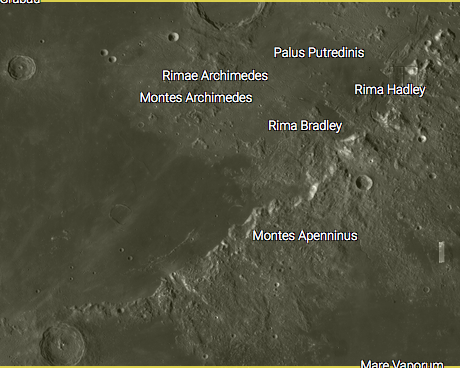 Palus Putredinis
Rimae Archimedes
Rima Hadley
Montes Archimedes
Rima Bradley
Montes Apenninus
Mare Vaporum